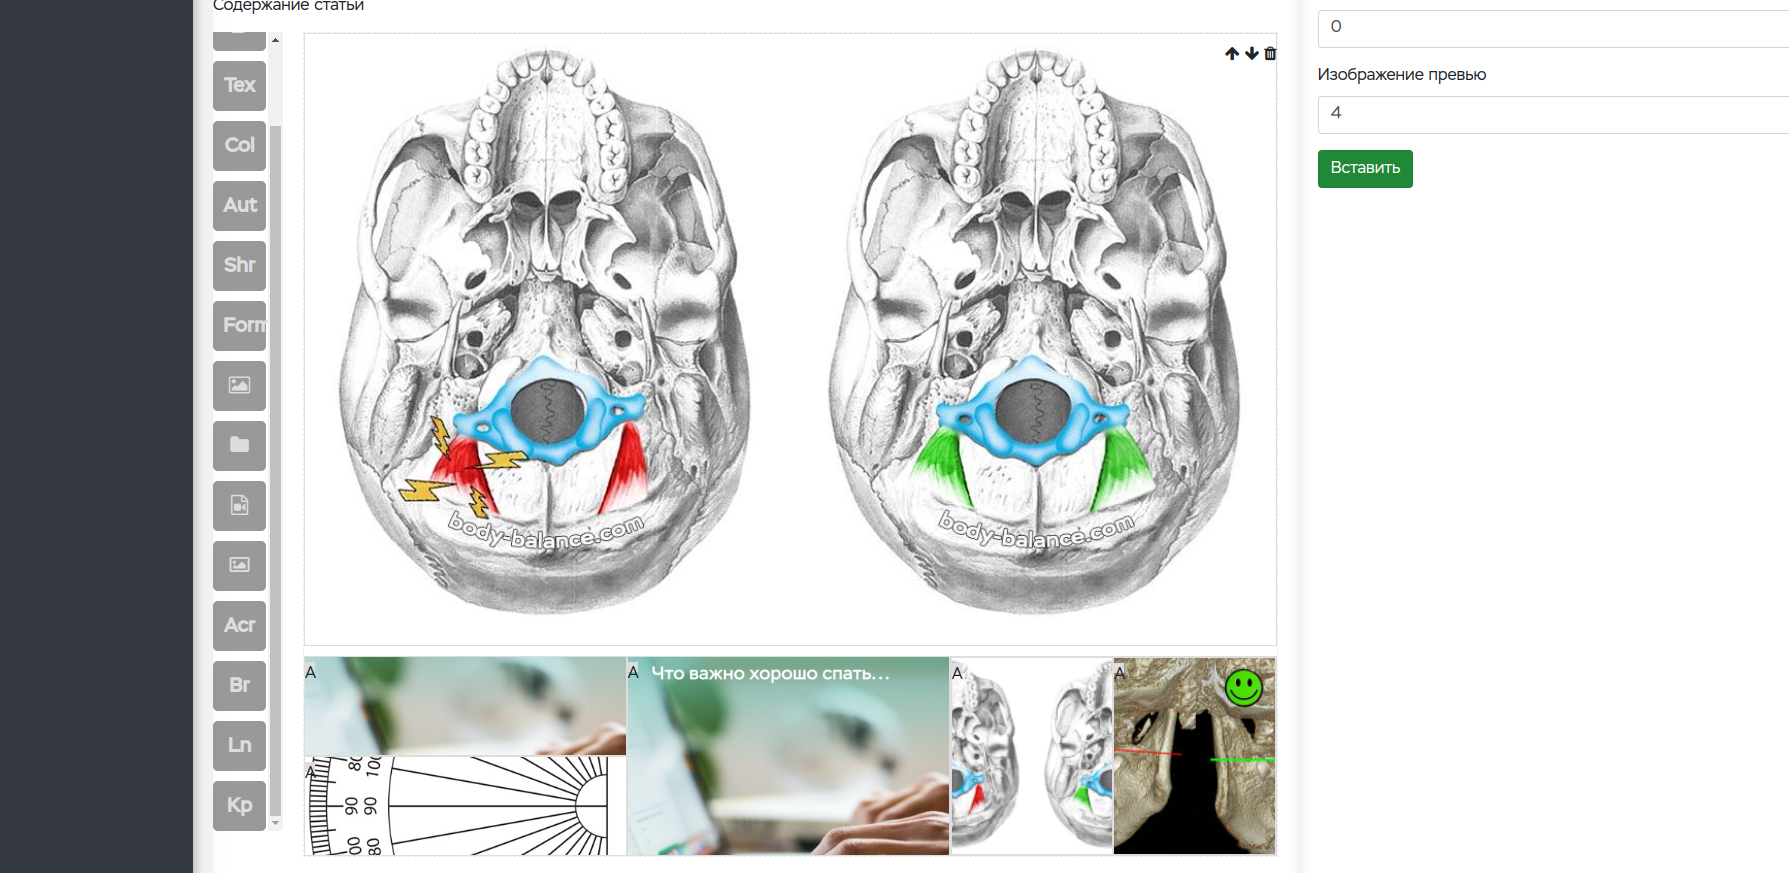 Содержание статьи
Tex
Col
Aut
Shr
Form
Acr
Br
Ln
Kp
body-balance.com
body-balance.com
A
A
Что важно хорошо спать...
A
A
A
80
100
90
90
80
0
Изображение превью
4
Вставить